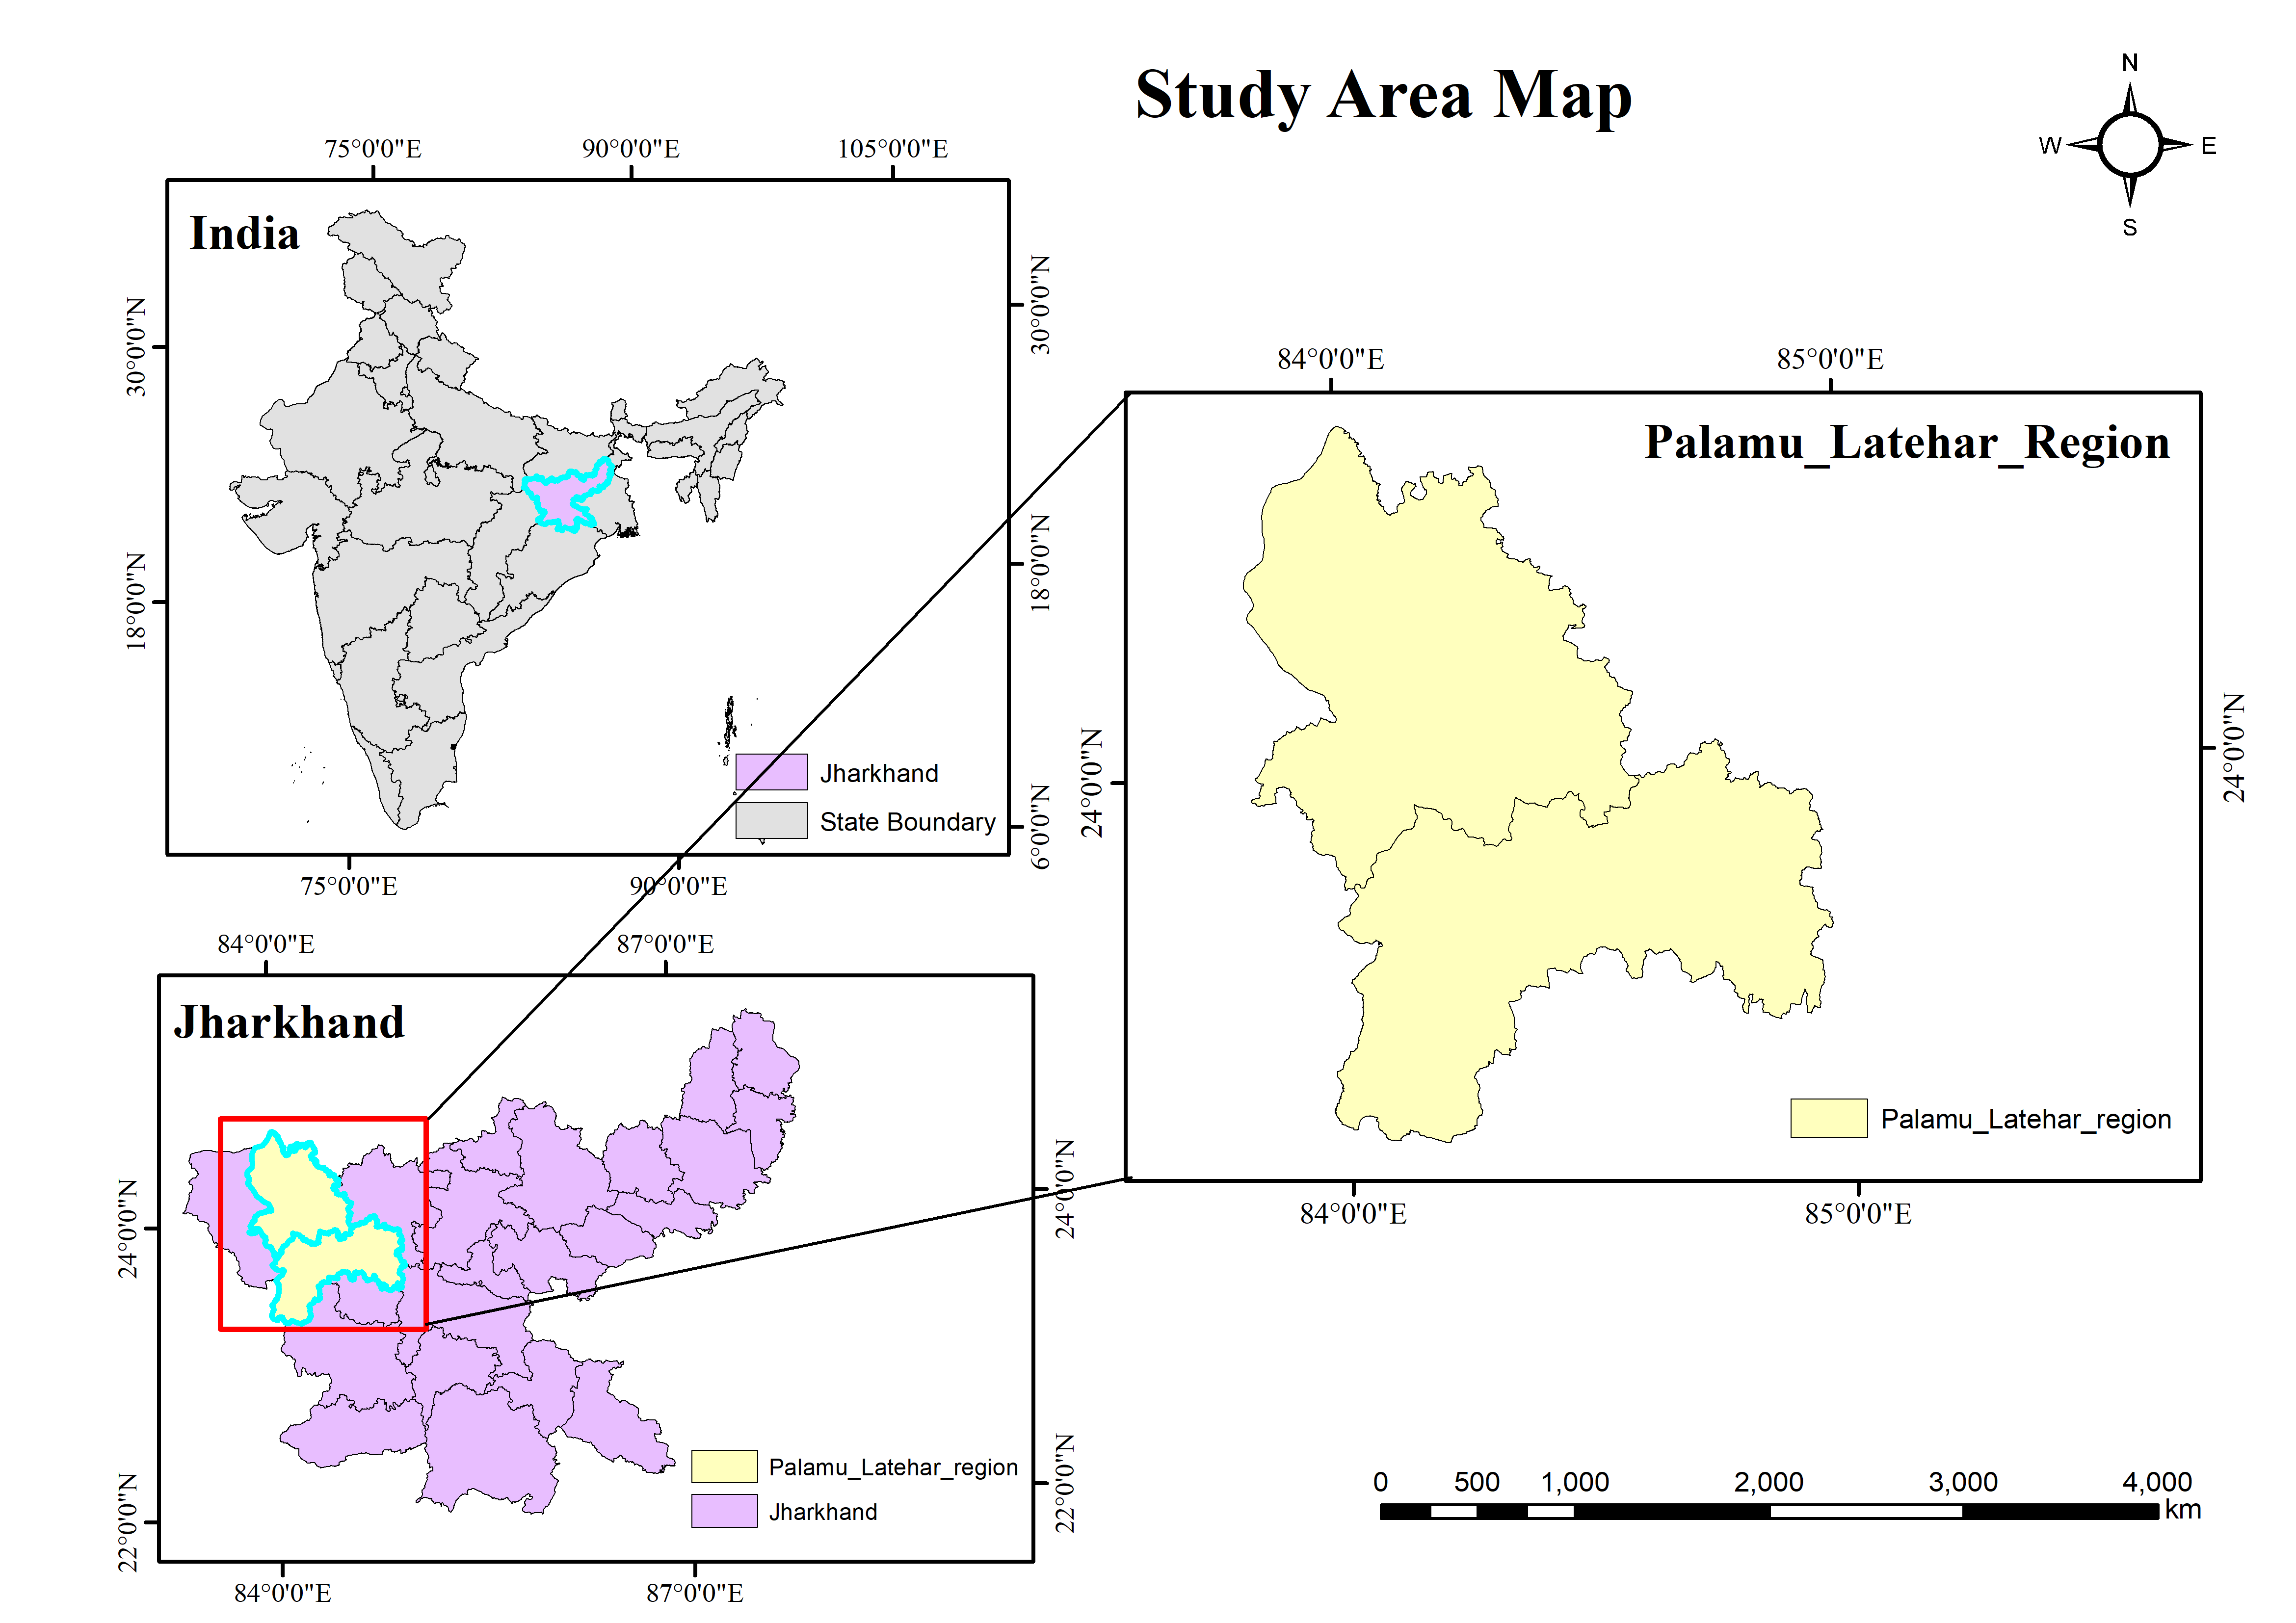 Study Area Map
N
W
E
S
75°0'0"E 90°0'0"E 105°0'0"E
India
30°0'0"N
30°0'0"N
18°0'0"N
18°0'0"N
6°0'0"N
Jharkhand
State Boundary
75°0'0"E 90°0'0"E
84°0'0"E 85°0'0"E
Palamu_Latehar_Region
24°0'0"N
24°0'0"N
Palamu_Latehar_region
84°0'0"E 85°0'0"E
84°0'0"E 87°0'0"E
Jharkhand
24°0'0"N
24°0'0"N
22°0'0"N
22°0'0"N
Palamu_Latehar_region
Jharkhand
84°0'0"E 87°0'0"E
0 500 1,000 2,000 3,000 4,000
km